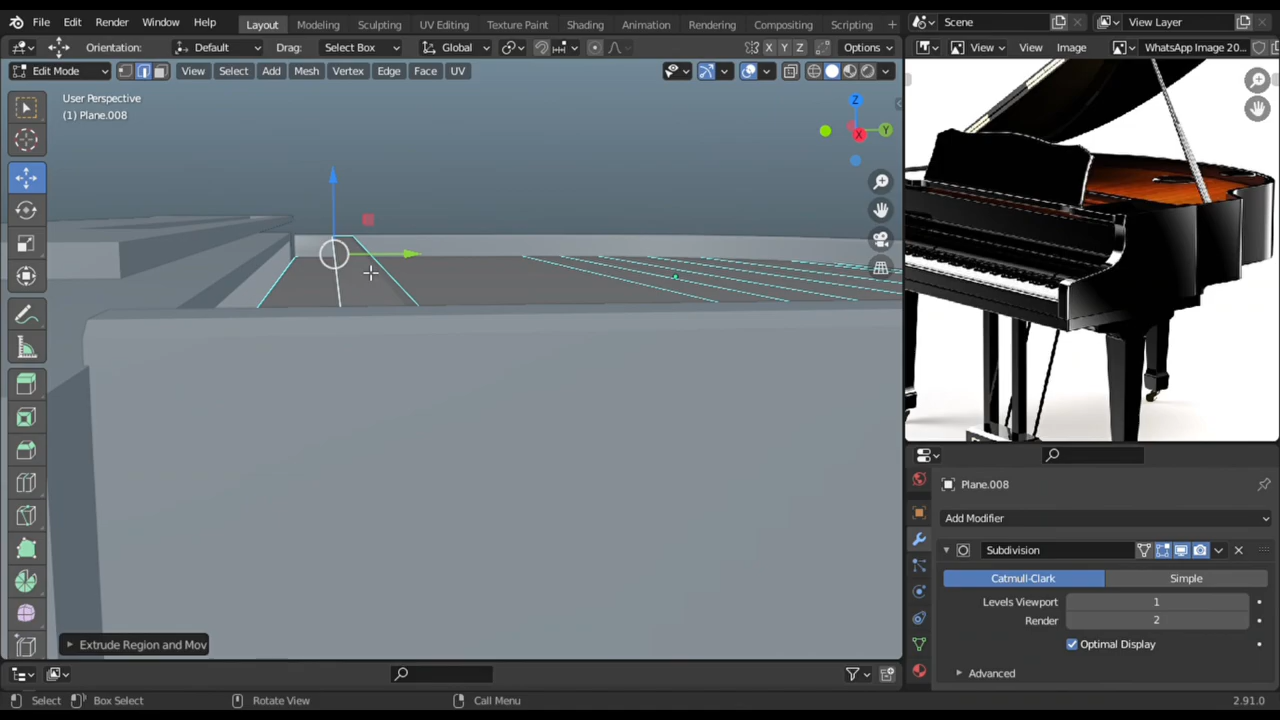 File Edit Render Window Help Layout Modeling Sculpting UV Editing Texture Paint Shading Animation Rendering Compositing Scripting + Scene View Layer
Orientation: Default Drag: Select Box Global X Y Z Options View View Image WhatsApp Image 20...
Edit Mode View Select Add Mesh Vertex Edge Face UV
User Perspective
(1) Plane.008
Z
Y
X
Plane.008
Add Modifier
Subdivision
Catmull-Clark Simple
Levels Viewport 1
Render 2
Optimal Display
Advanced
Extrude Region and Mov
Select Box Select Rotate View Call Menu 2.91.0